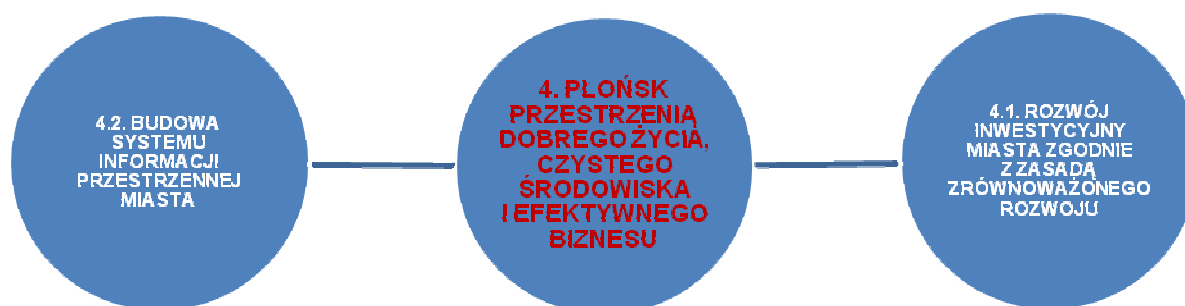 4.2. BUDOWA
SYSTEMU
INFORMACJI
PRZESTRZENNEJ
MIASTA
4. PŁOŃSK
PRZESTRZENIĄ
DOBREGO ŻYCIA,
CZYSTEGO
ŚRODOWISKA
I EFEKTYWNEGO
BIZNESU
4.1. ROZWÓJ
INWESTYCYJNY
MIASTA ZGODNIE
Z ZASADĄ
ZRÓWNOWAŻONEGO
ROZWOJU